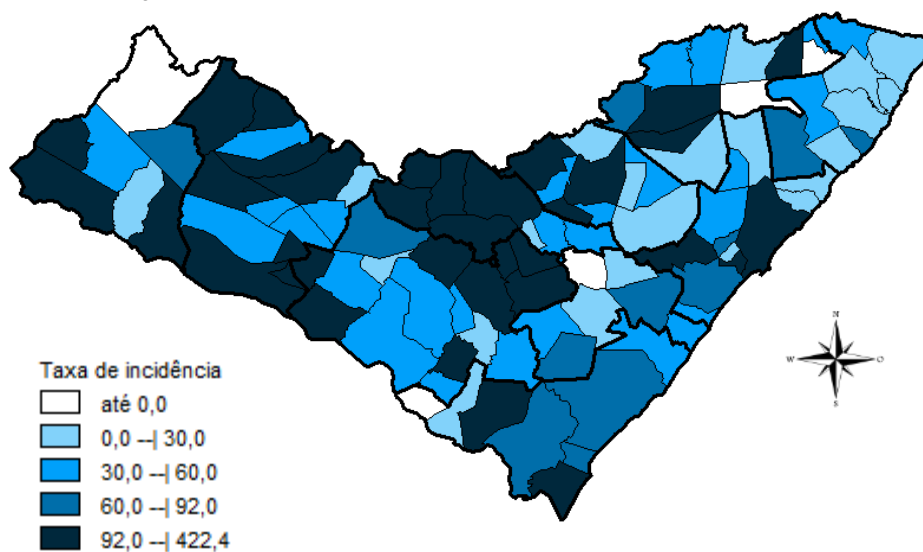 Taxa de incidência
até 0,0
0,0 --| 30,0
30,0 --| 60,0
60,0 --| 92,0
92,0 --| 422,4
N
W
O
S